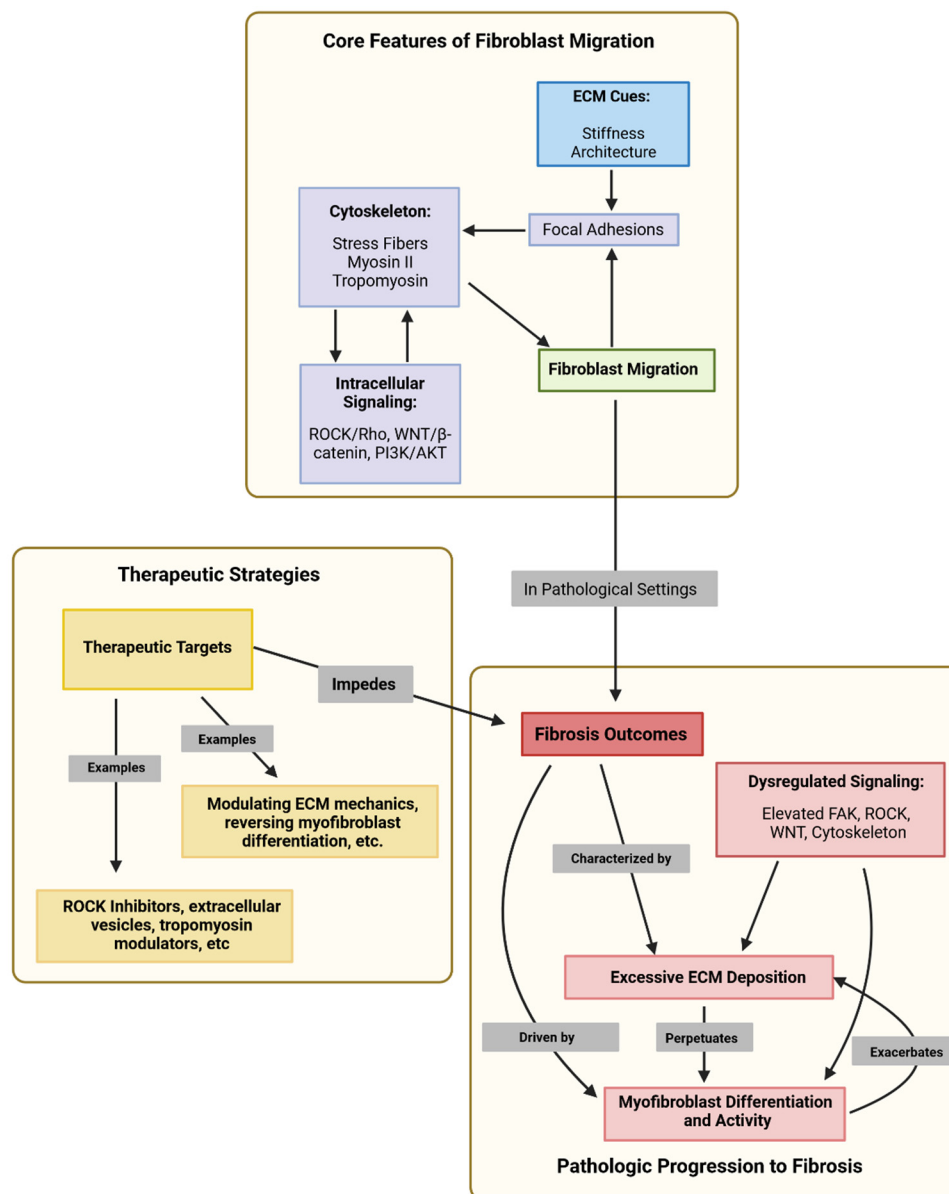 Core Features of Fibroblast Migration
ECM Cues:
Stiffness
Architecture
Cytoskeleton:
Stress Fibers
Myosin II
Tropomyosin
Focal Adhesions
Fibroblast Migration
Intracellular
Signaling:
ROCK/Rho, WNT/β-
catenin, PI3K/AKT
In Pathological Settings
Therapeutic Strategies
Therapeutic Targets
Impedes
Examples
Examples
Modulating ECM mechanics,
reversing myofibroblast
differentiation, etc.
ROCK Inhibitors, extracellular
vesicles, tropomyosin
modulators, etc
Fibrosis Outcomes
Dysregulated Signaling:
Elevated FAK, ROCK,
WNT, Cytoskeleton
Characterized by
Excessive ECM Deposition
Driven by
Perpetuates
Exacerbates
Myofibroblast Differentiation
and Activity
Pathologic Progression to Fibrosis